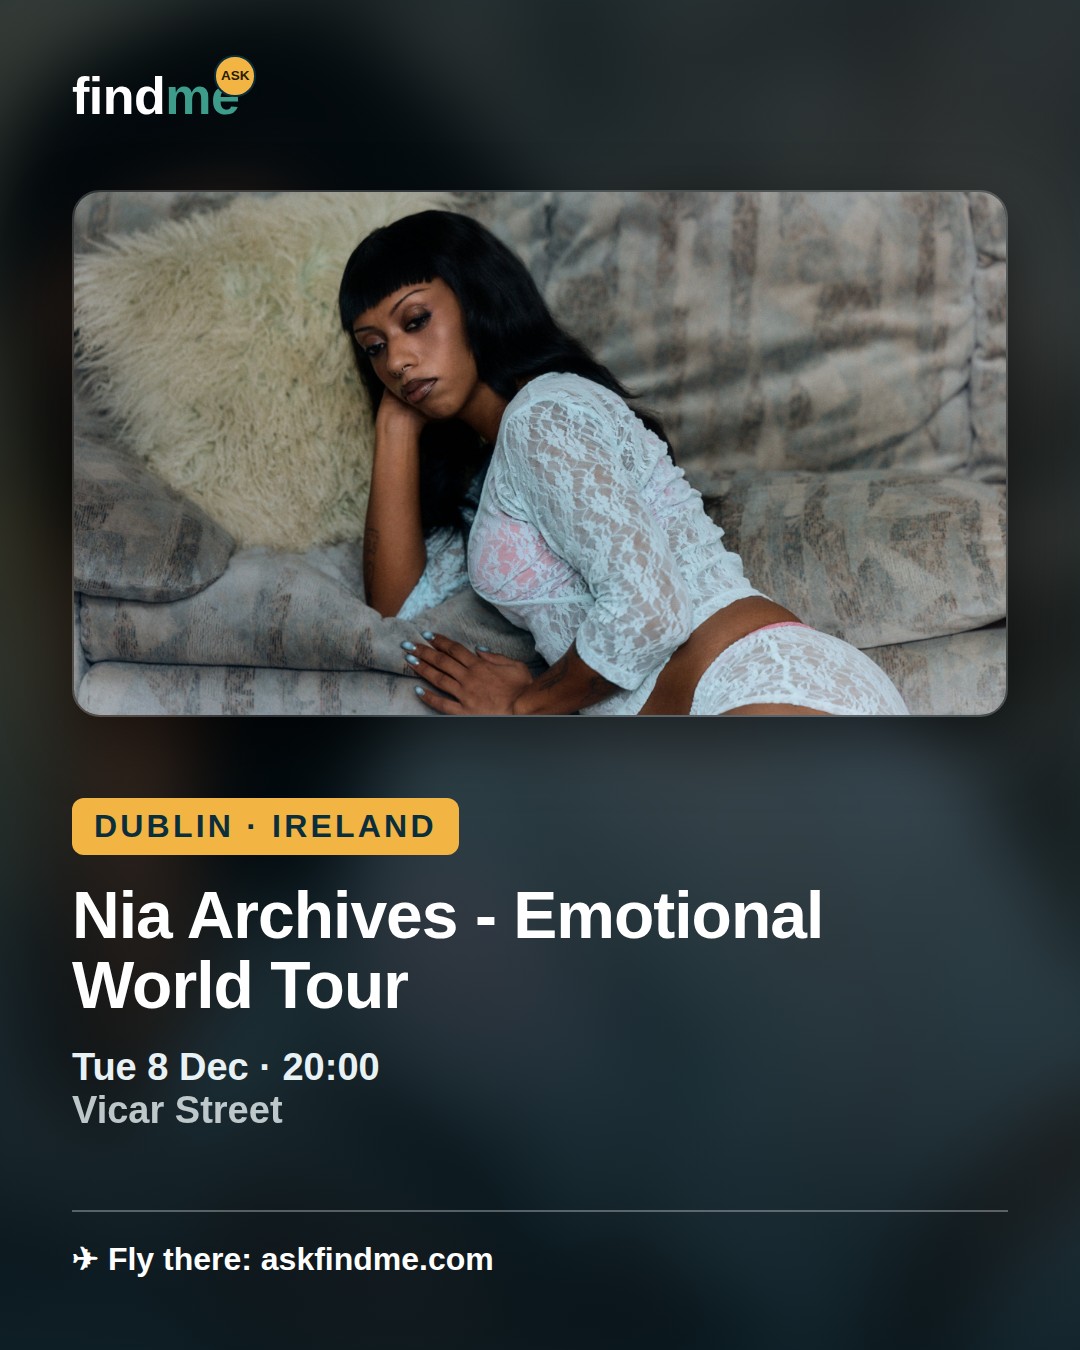 findme
ASK
DUBLIN · IRELAND
Nia Archives - Emotional
World Tour
Tue 8 Dec · 20:00
Vicar Street
✈ Fly there: askfindme.com